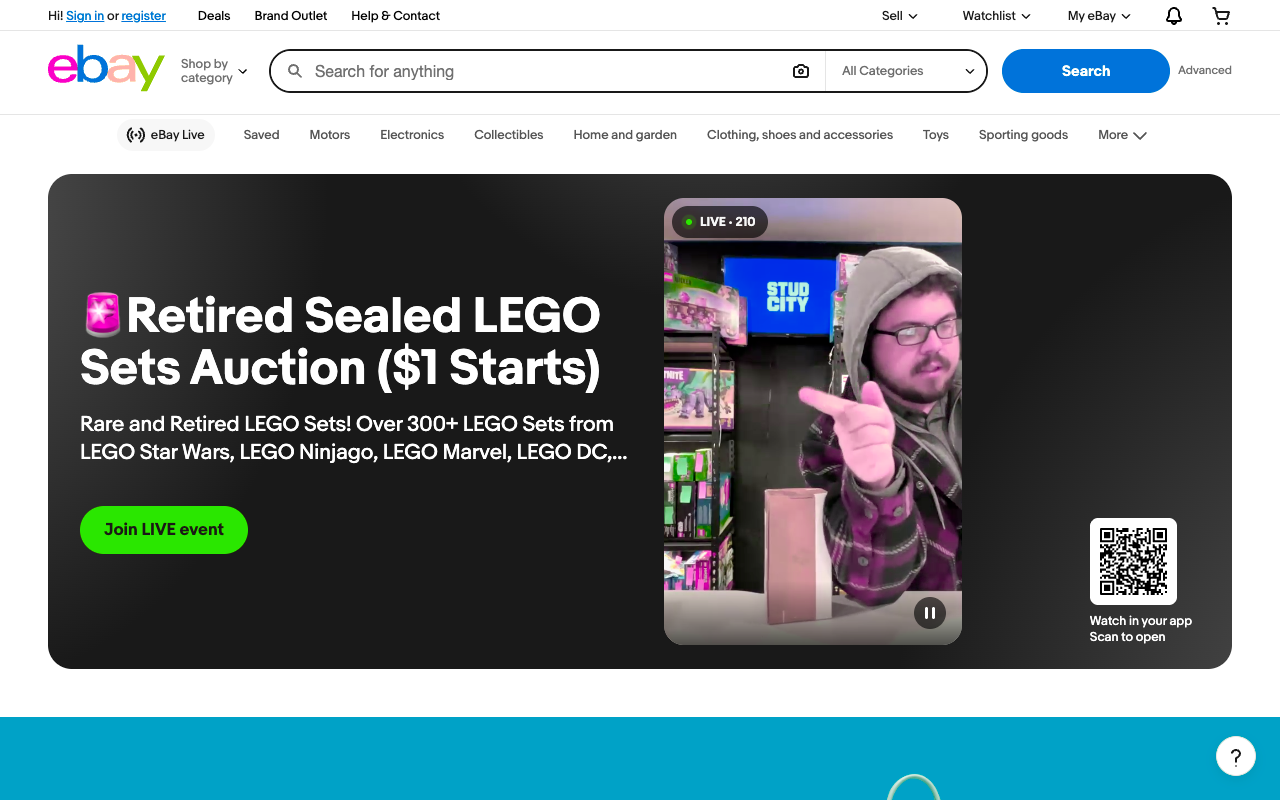 Hi! Sign in or register
Deals
Brand Outlet
Help & Contact
Sell
Watchlist
My eBay
ebay
Shop by
category
Search for anything
All Categories
Search
Advanced
eBay Live
Saved
Motors
Electronics
Collectibles
Home and garden
Clothing, shoes and accessories
Toys
Sporting goods
More
🚨Retired Sealed LEGO
Sets Auction ($1 Starts)
Rare and Retired LEGO Sets! Over 300+ LEGO Sets from
LEGO Star Wars, LEGO Ninjago, LEGO Marvel, LEGO DC,...
Join LIVE event
LIVE • 210
STUD
CITY
Watch in your app
Scan to open
?